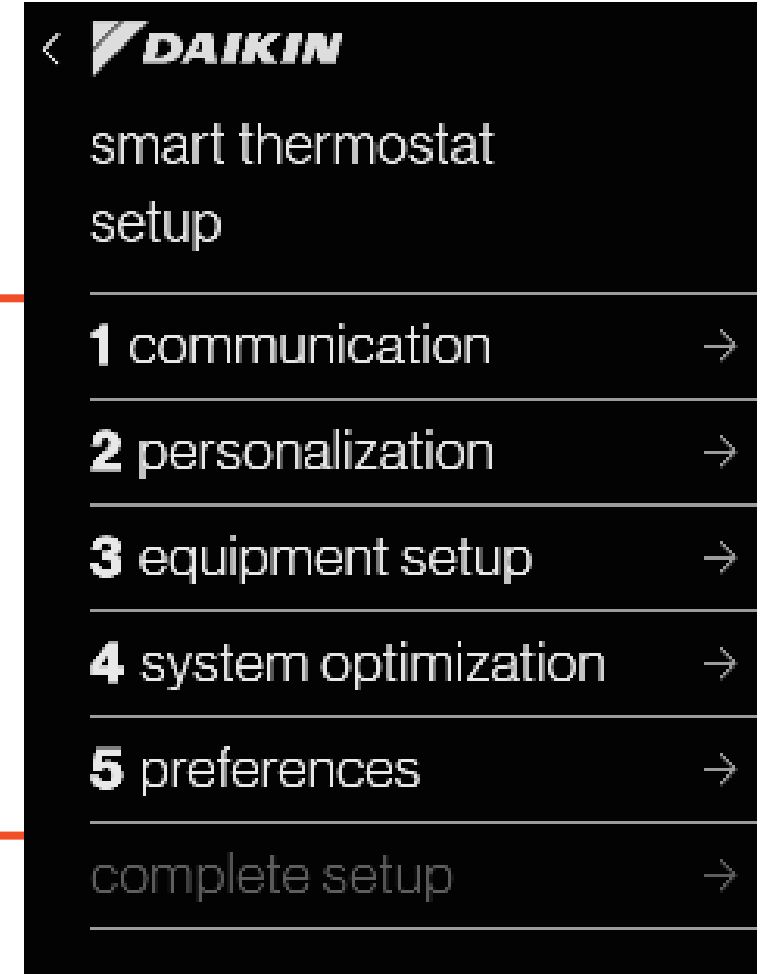 DAIKIN
smart thermostat
setup
1 communication
2 personalization
3 equipment setup
4 system optimization
5 preferences
complete setup